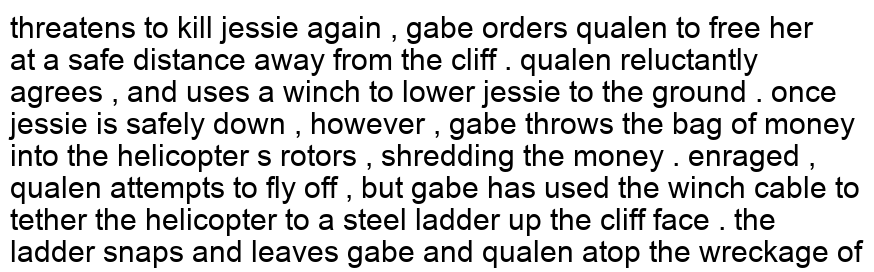 threatens to kill jessie again , gabe orders qualen to free her
at a safe distance away from the cliff . qualen reluctantly
agrees , and uses a winch to lower jessie to the ground . once
jessie is safely down , however , gabe throws the bag of money
into the helicopter s rotors , shredding the money . enraged ,
qualen attempts to fly off , but gabe has used the winch cable to
tether the helicopter to a steel ladder up the cliff face . the
ladder snaps and leaves gabe and qualen atop the wreckage of